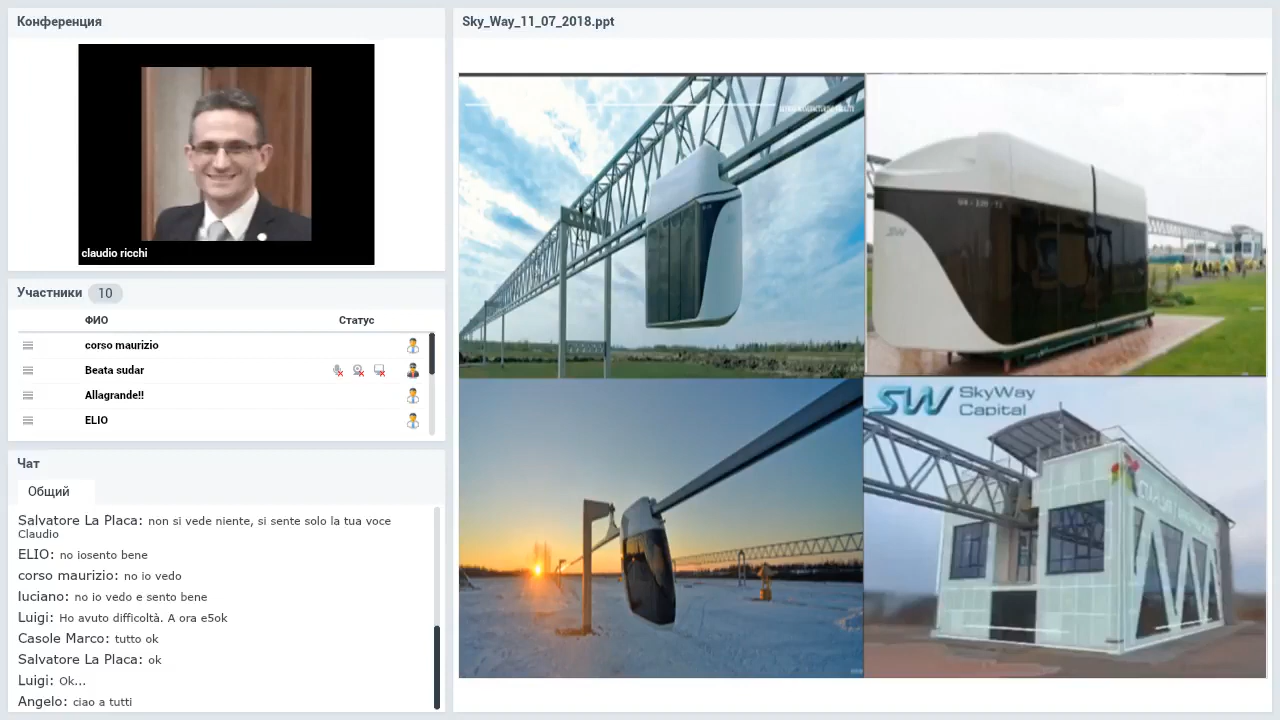 Конференция
claudio ricchi
Участники 10
ФИО Статус
corso maurizio
Beata sudar
Allagrande!!
ELIO
Чат
Общий
Salvatore La Placa: non si vede niente, si sente solo la tua voce
Claudio
ELIO: no iosento bene
corso maurizio: no io vedo
luciano: no io vedo e sento bene
Luigi: Ho avuto difficoltà. A ora e5ok
Casole Marco: tutto ok
Salvatore La Placa: ok
Luigi: Ok...
Angelo: ciao a tutti
Sky_Way_11_07_2018.ppt
SW
SW SkyWay
Capital